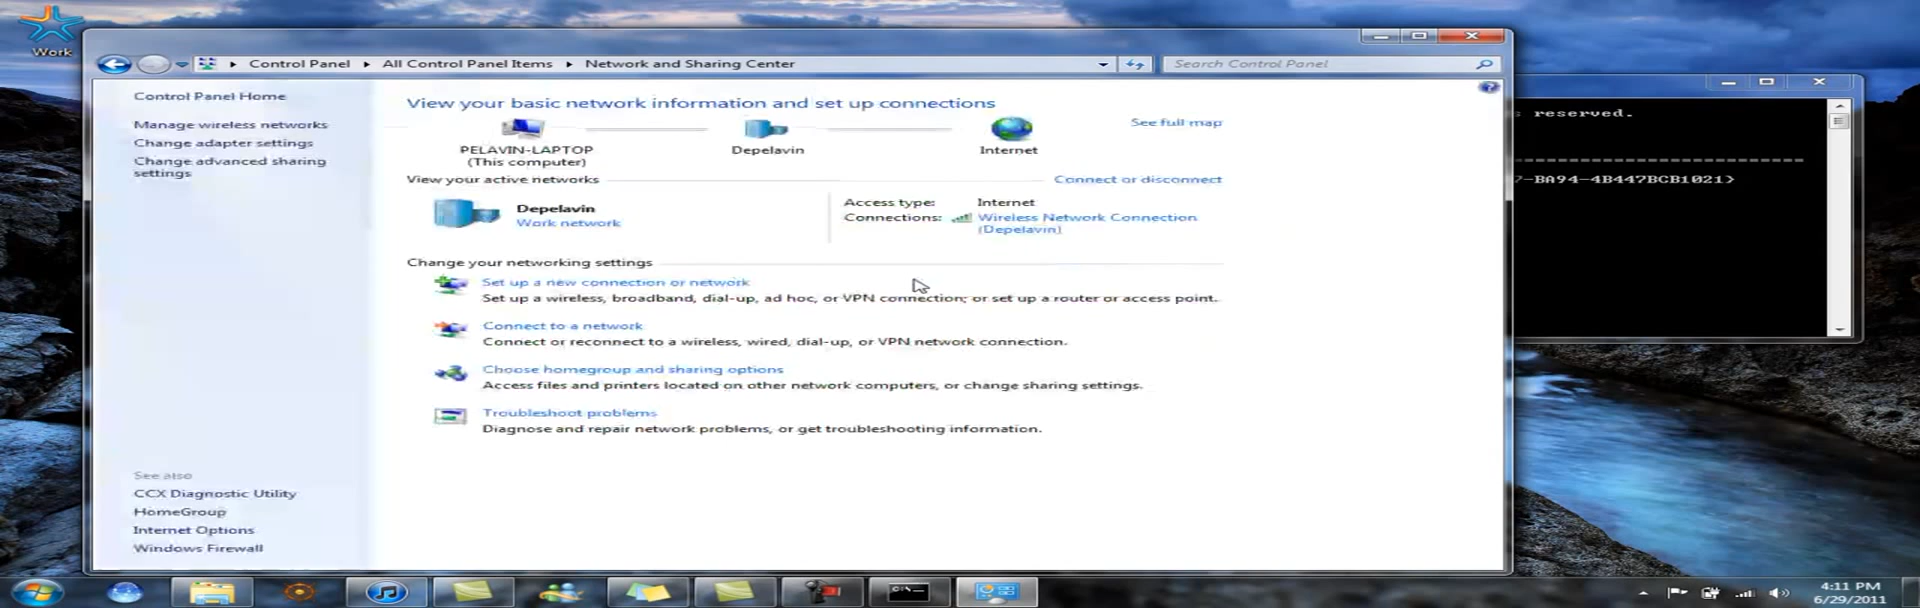 Work
Control Panel
All Control Panel Items
Network and Sharing Center
Search Control Panel
Control Panel Home
Manage wireless networks
Change adapter settings
Change advanced sharing
settings
View your basic network information and set up connections
See full map
PELAVIN-LAPTOP
(This computer)
Depelavin
Internet
View your active networks
Connect or disconnect
Depelavin
Work network
Access type:
Internet
Connections:
Wireless Network Connection
(Depelavin)
Change your networking settings
Set up a new connection or network
Set up a wireless, broadband, dial-up, ad hoc, or VPN connection; or set up a router or access point.
Connect to a network
Connect or reconnect to a wireless, wired, dial-up, or VPN network connection.
Choose homegroup and sharing options
Access files and printers located on other network computers, or change sharing settings.
Troubleshoot problems
Diagnose and repair network problems, or get troubleshooting information.
See also
CCX Diagnostic Utility
HomeGroup
Internet Options
Windows Firewall
reserved.
-BA94-4B447BCB1021>
4:11 PM
6/29/2011